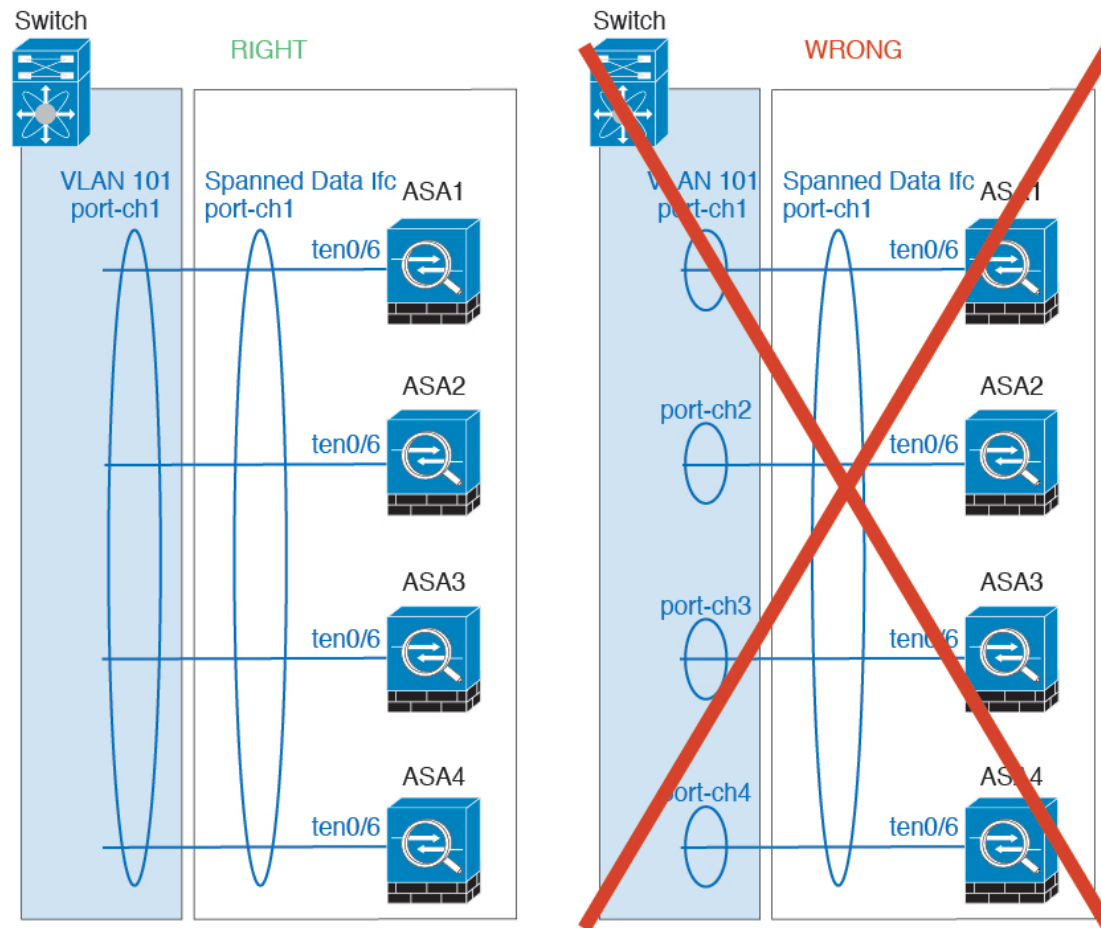 Switch
RIGHT
VLAN 101
port-ch1
Spanned Data Ifc
port-ch1
ASA1
ten0/6
ASA2
ten0/6
ASA3
ten0/6
ASA4
ten0/6
Switch
WRONG
VLAN 101
port-ch1
Spanned Data Ifc
port-ch1
ASA1
ten0/6
port-ch2
ASA2
ten0/6
port-ch3
ASA3
ten0/6
port-ch4
ASA4
ten0/6